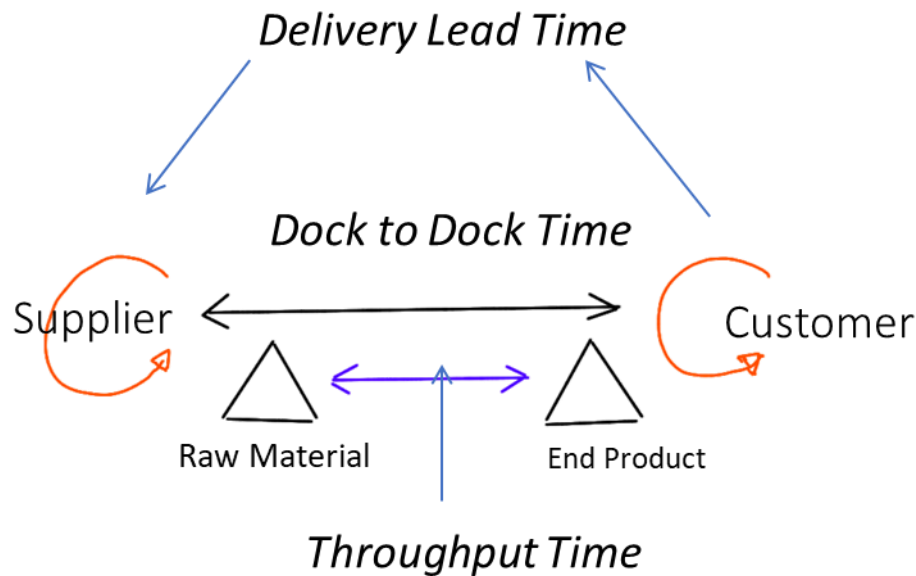 Delivery Lead Time
Dock to Dock Time
Supplier
Customer
Raw Material
End Product
Throughput Time